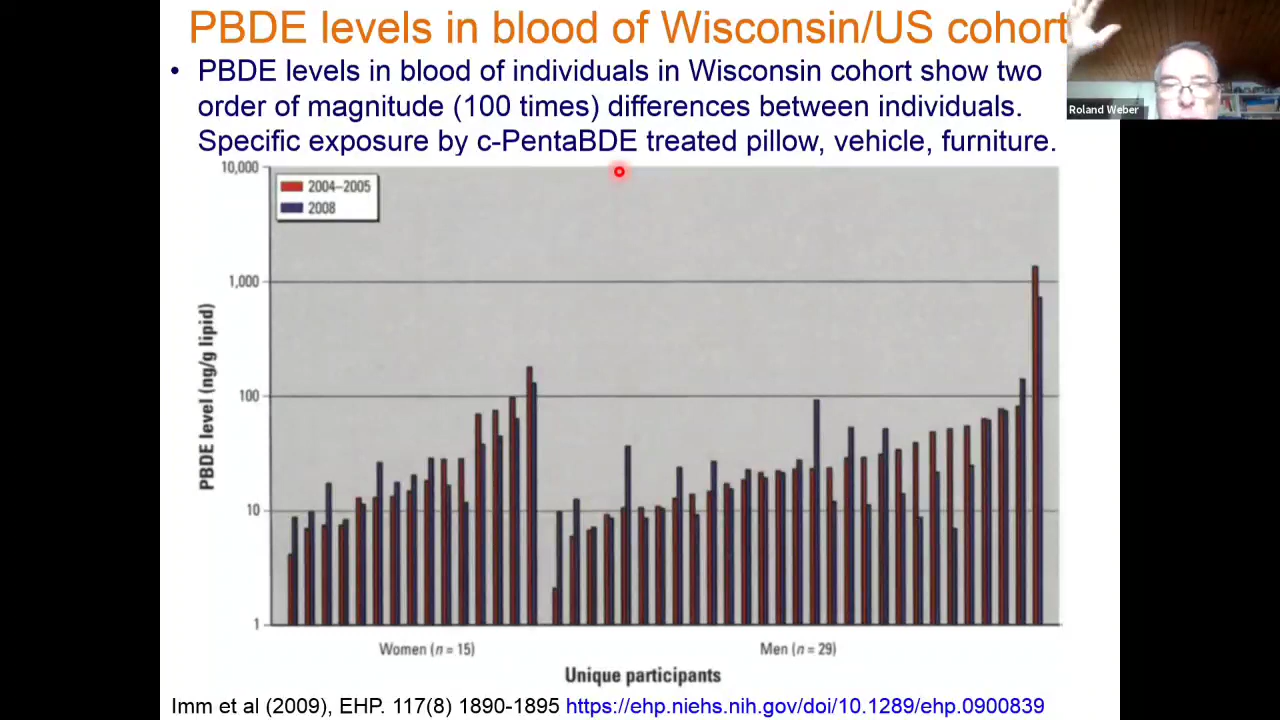 PBDE levels in blood of Wisconsin/US cohort
• PBDE levels in blood of individuals in Wisconsin cohort show two
order of magnitude (100 times) differences between individuals.
Specific exposure by c-PentaBDE treated pillow, vehicle, furniture.
Roland Weber
10,000
1,000
100
10
1
2004–2005
2008
PBDE level (ng/g lipid)
Women (n = 15)
Men (n = 29)
Unique participants
Imm et al (2009), EHP. 117(8) 1890-1895 https://ehp.niehs.nih.gov/doi/10.1289/ehp.0900839